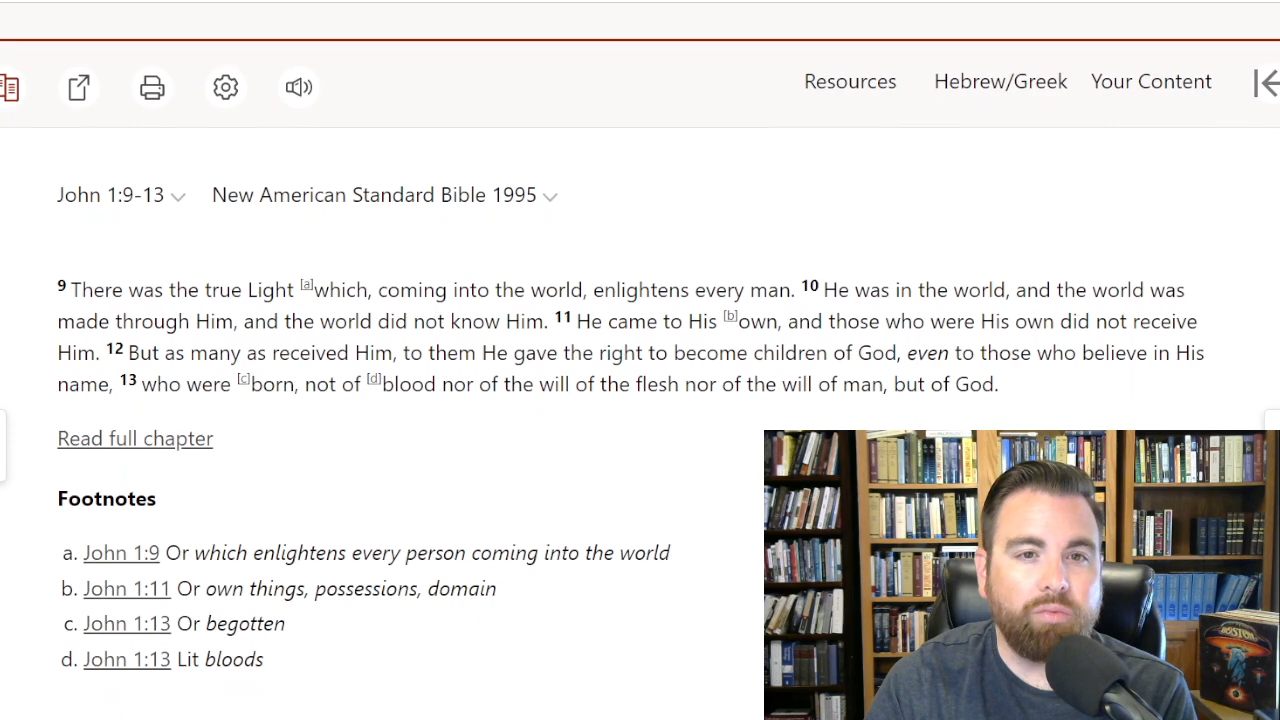 Resources Hebrew/Greek Your Content
John 1:9-13 New American Standard Bible 1995
9 There was the true Light [a]which, coming into the world, enlightens every man. 10 He was in the world, and the world was
made through Him, and the world did not know Him. 11 He came to His [b]own, and those who were His own did not receive
Him. 12 But as many as received Him, to them He gave the right to become children of God, even to those who believe in His
name, 13 who were [c]born, not of [d]blood nor of the will of the flesh nor of the will of man, but of God.
Read full chapter
Footnotes
a. John 1:9 Or which enlightens every person coming into the world
b. John 1:11 Or own things, possessions, domain
c. John 1:13 Or begotten
d. John 1:13 Lit bloods
BOSTON